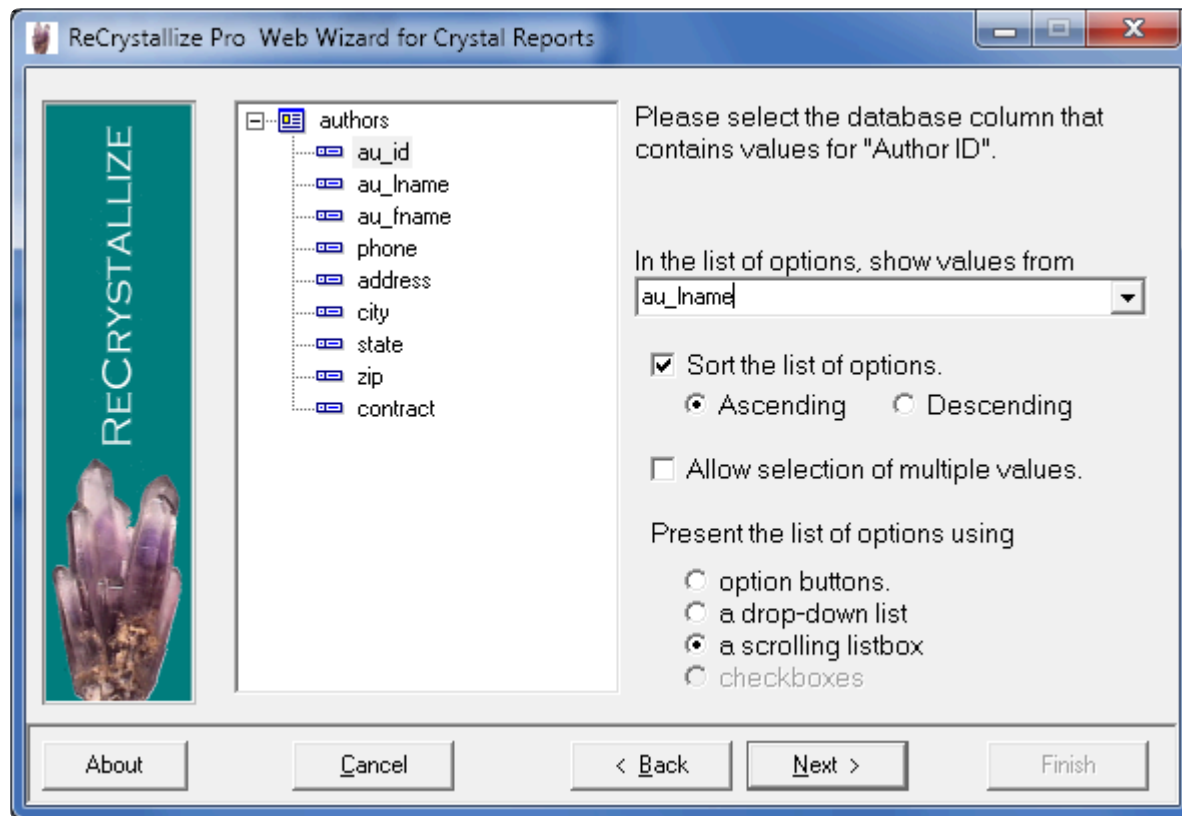 ReCrystallize Pro  Web Wizard for Crystal Reports
RECRYSTALLIZE
authors
au_id
au_lname
au_fname
phone
address
city
state
zip
contract
Please select the database column that
contains values for "Author ID".
In the list of options, show values from
au_lname
Sort the list of options.
Ascending
Descending
Allow selection of multiple values.
Present the list of options using
option buttons.
a drop-down list
a scrolling listbox
checkboxes
About
Cancel
< Back
Next >
Finish